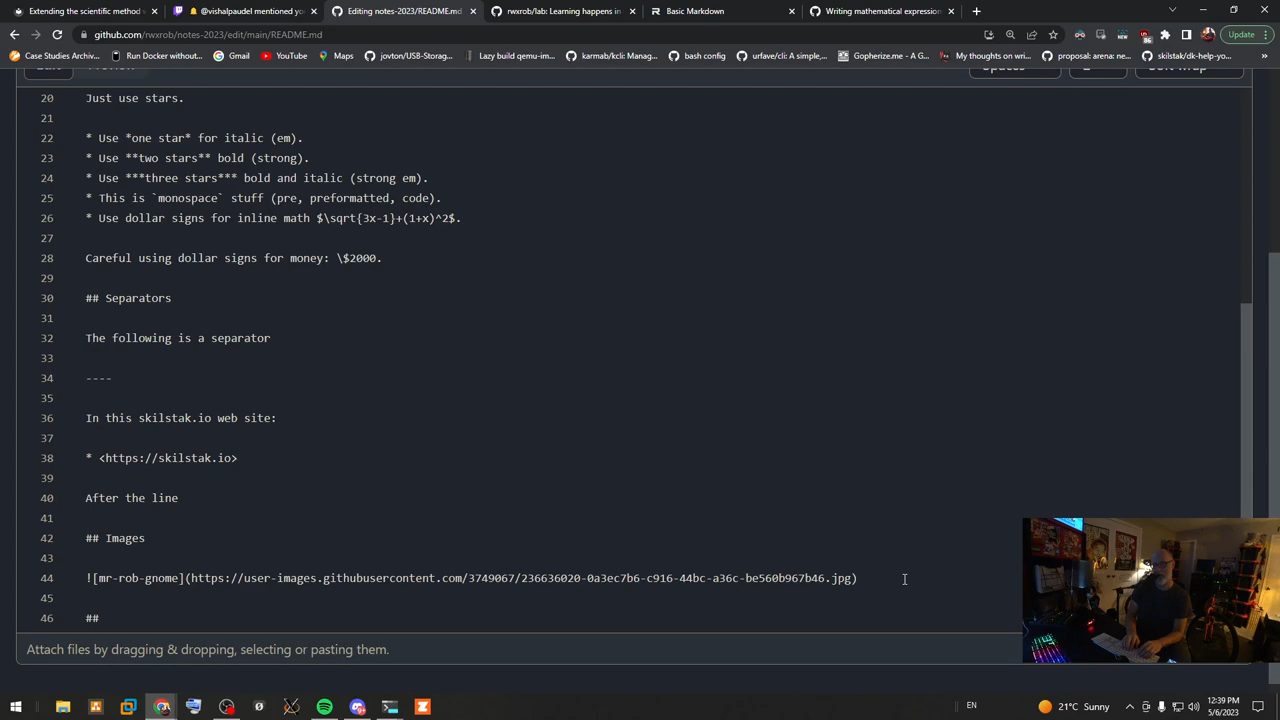 Extending the scientific method
@vishalpaudel mentioned yo
Editing notes-2023/README.md
rwxrob/lab: Learning happens in
Basic Markdown
Writing mathematical expression
github.com/rwxrob/notes-2023/edit/main/README.md
Update
Case Studies Archiv...
Run Docker without...
Gmail
YouTube
Maps
jovton/USB-Storag...
Lazy build qemu-im...
karmab/kcli: Manag...
bash config
urfave/cli: A simple,...
Gopherize.me – A G...
My thoughts on wri...
proposal: arena: ne...
skilstak/dk-help-yo...
20 Just use stars.
21
22 * Use *one star* for italic (em).
23 * Use **two stars** bold (strong).
24 * Use ***three stars*** bold and italic (strong em).
25 * This is `monospace` stuff (pre, preformatted, code).
26 * Use dollar signs for inline math $\sqrt{3x-1}+(1+x)^2$.
27
28 Careful using dollar signs for money: \$2000.
29
30 ## Separators
31
32 The following is a separator
33
34 ----
35
36 In this skilstak.io web site:
37
38 * <https://skilstak.io>
39
40 After the line
41
42 ## Images
43
44 ![mr-rob-gnome](https://user-images.githubusercontent.com/3749067/236636020-0a3ec7b6-c916-44bc-a36c-be560b967b46.jpg)
45
46 ##
Attach files by dragging & dropping, selecting or pasting them.
21°C Sunny
EN
12:39 PM
5/6/2023